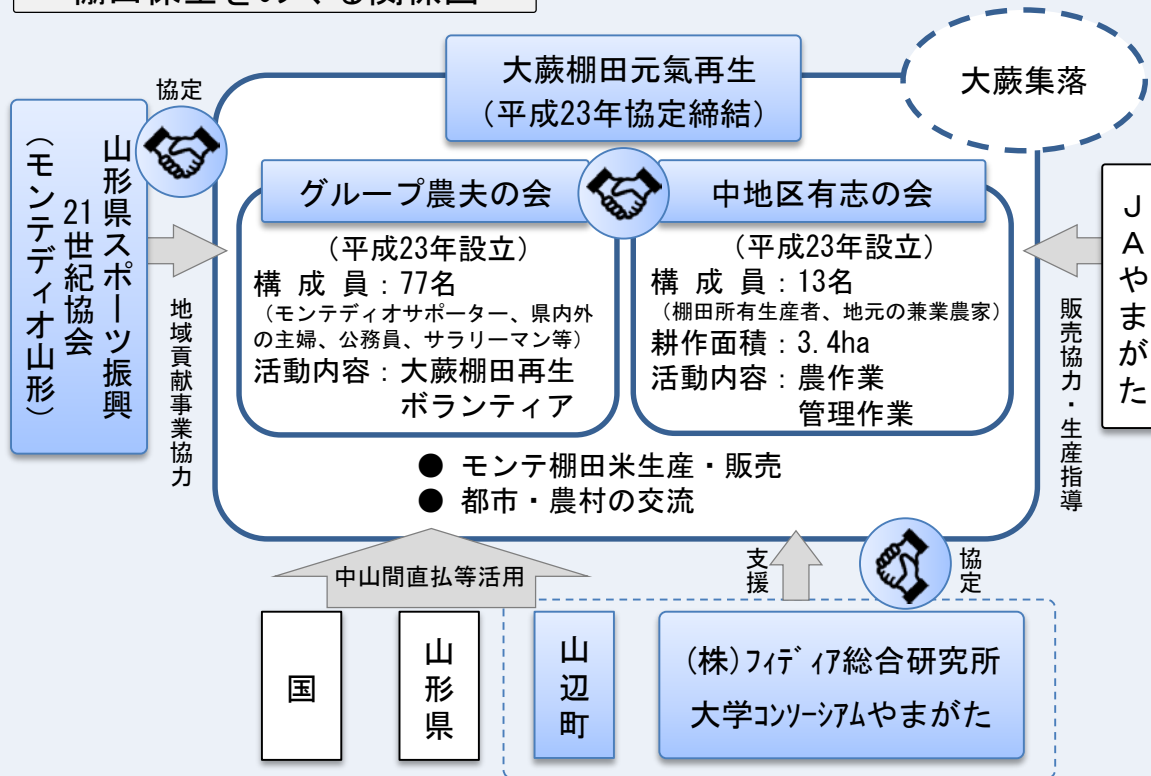 棚田保全をめぐる関係図
大蕨棚田元氣再生
(平成23年協定締結)
大蕨集落
協定
山形県スポーツ振興
21世紀協会
(モンテディオ山形)
地域貢献事業協力
グループ農夫の会
(平成23年設立)
構成員：77名
(モンテディオサポーター、県内外
の主婦、公務員、サラリーマン等)
活動内容：大蕨棚田再生
ボランティア
中地区有志の会
(平成23年設立)
構成員：13名
(棚田所有生産者、地元の兼業農家)
耕作面積：3.4ha
活動内容：農作業
管理作業
JAやまがた
販売協力・生産指導
● モンテ棚田米生産・販売
● 都市・農村の交流
中山間直払等活用
支援
協定
国
山形県
山辺町
(株)ﾌｨﾃﾞｨｱ総合研究所
大学ｺﾝｿｰｼｱﾑやまがた